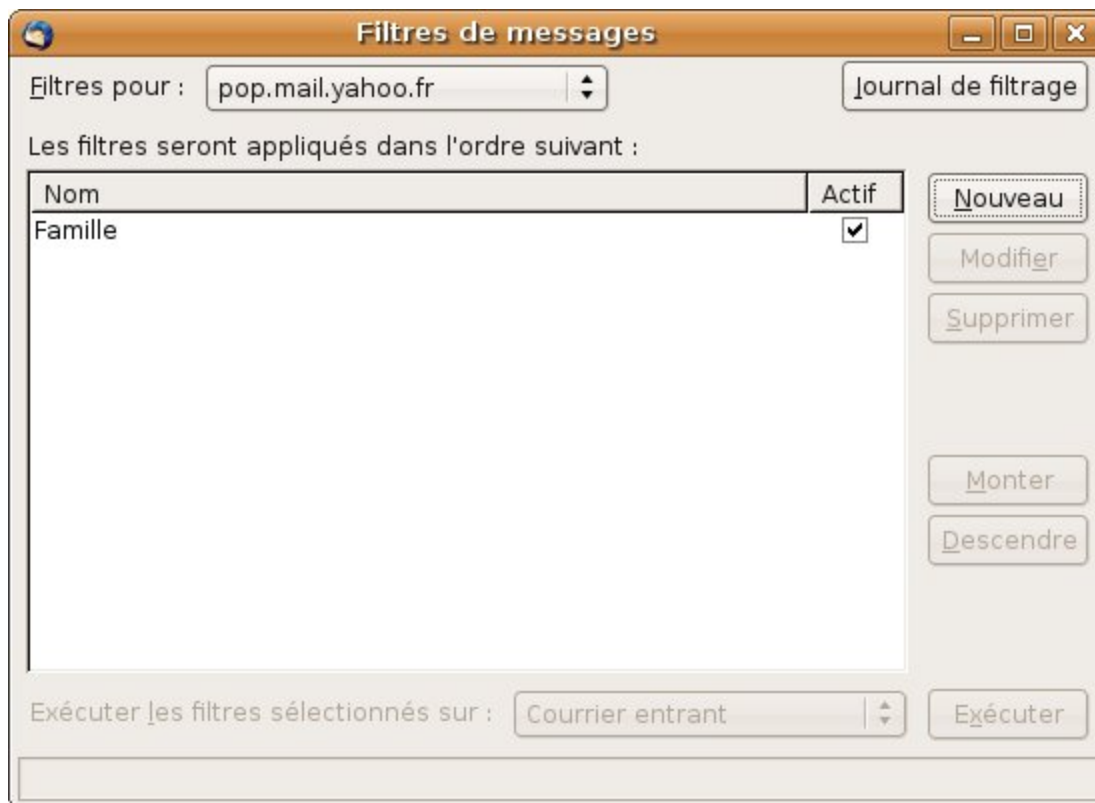 Filtres de messages
Filtres pour : pop.mail.yahoo.fr Journal de filtrage
Les filtres seront appliqués dans l'ordre suivant :
Nom Actif Nouveau
Famille
Modifier
Supprimer
Monter
Descendre
Exécuter les filtres sélectionnés sur : Courrier entrant Exécuter